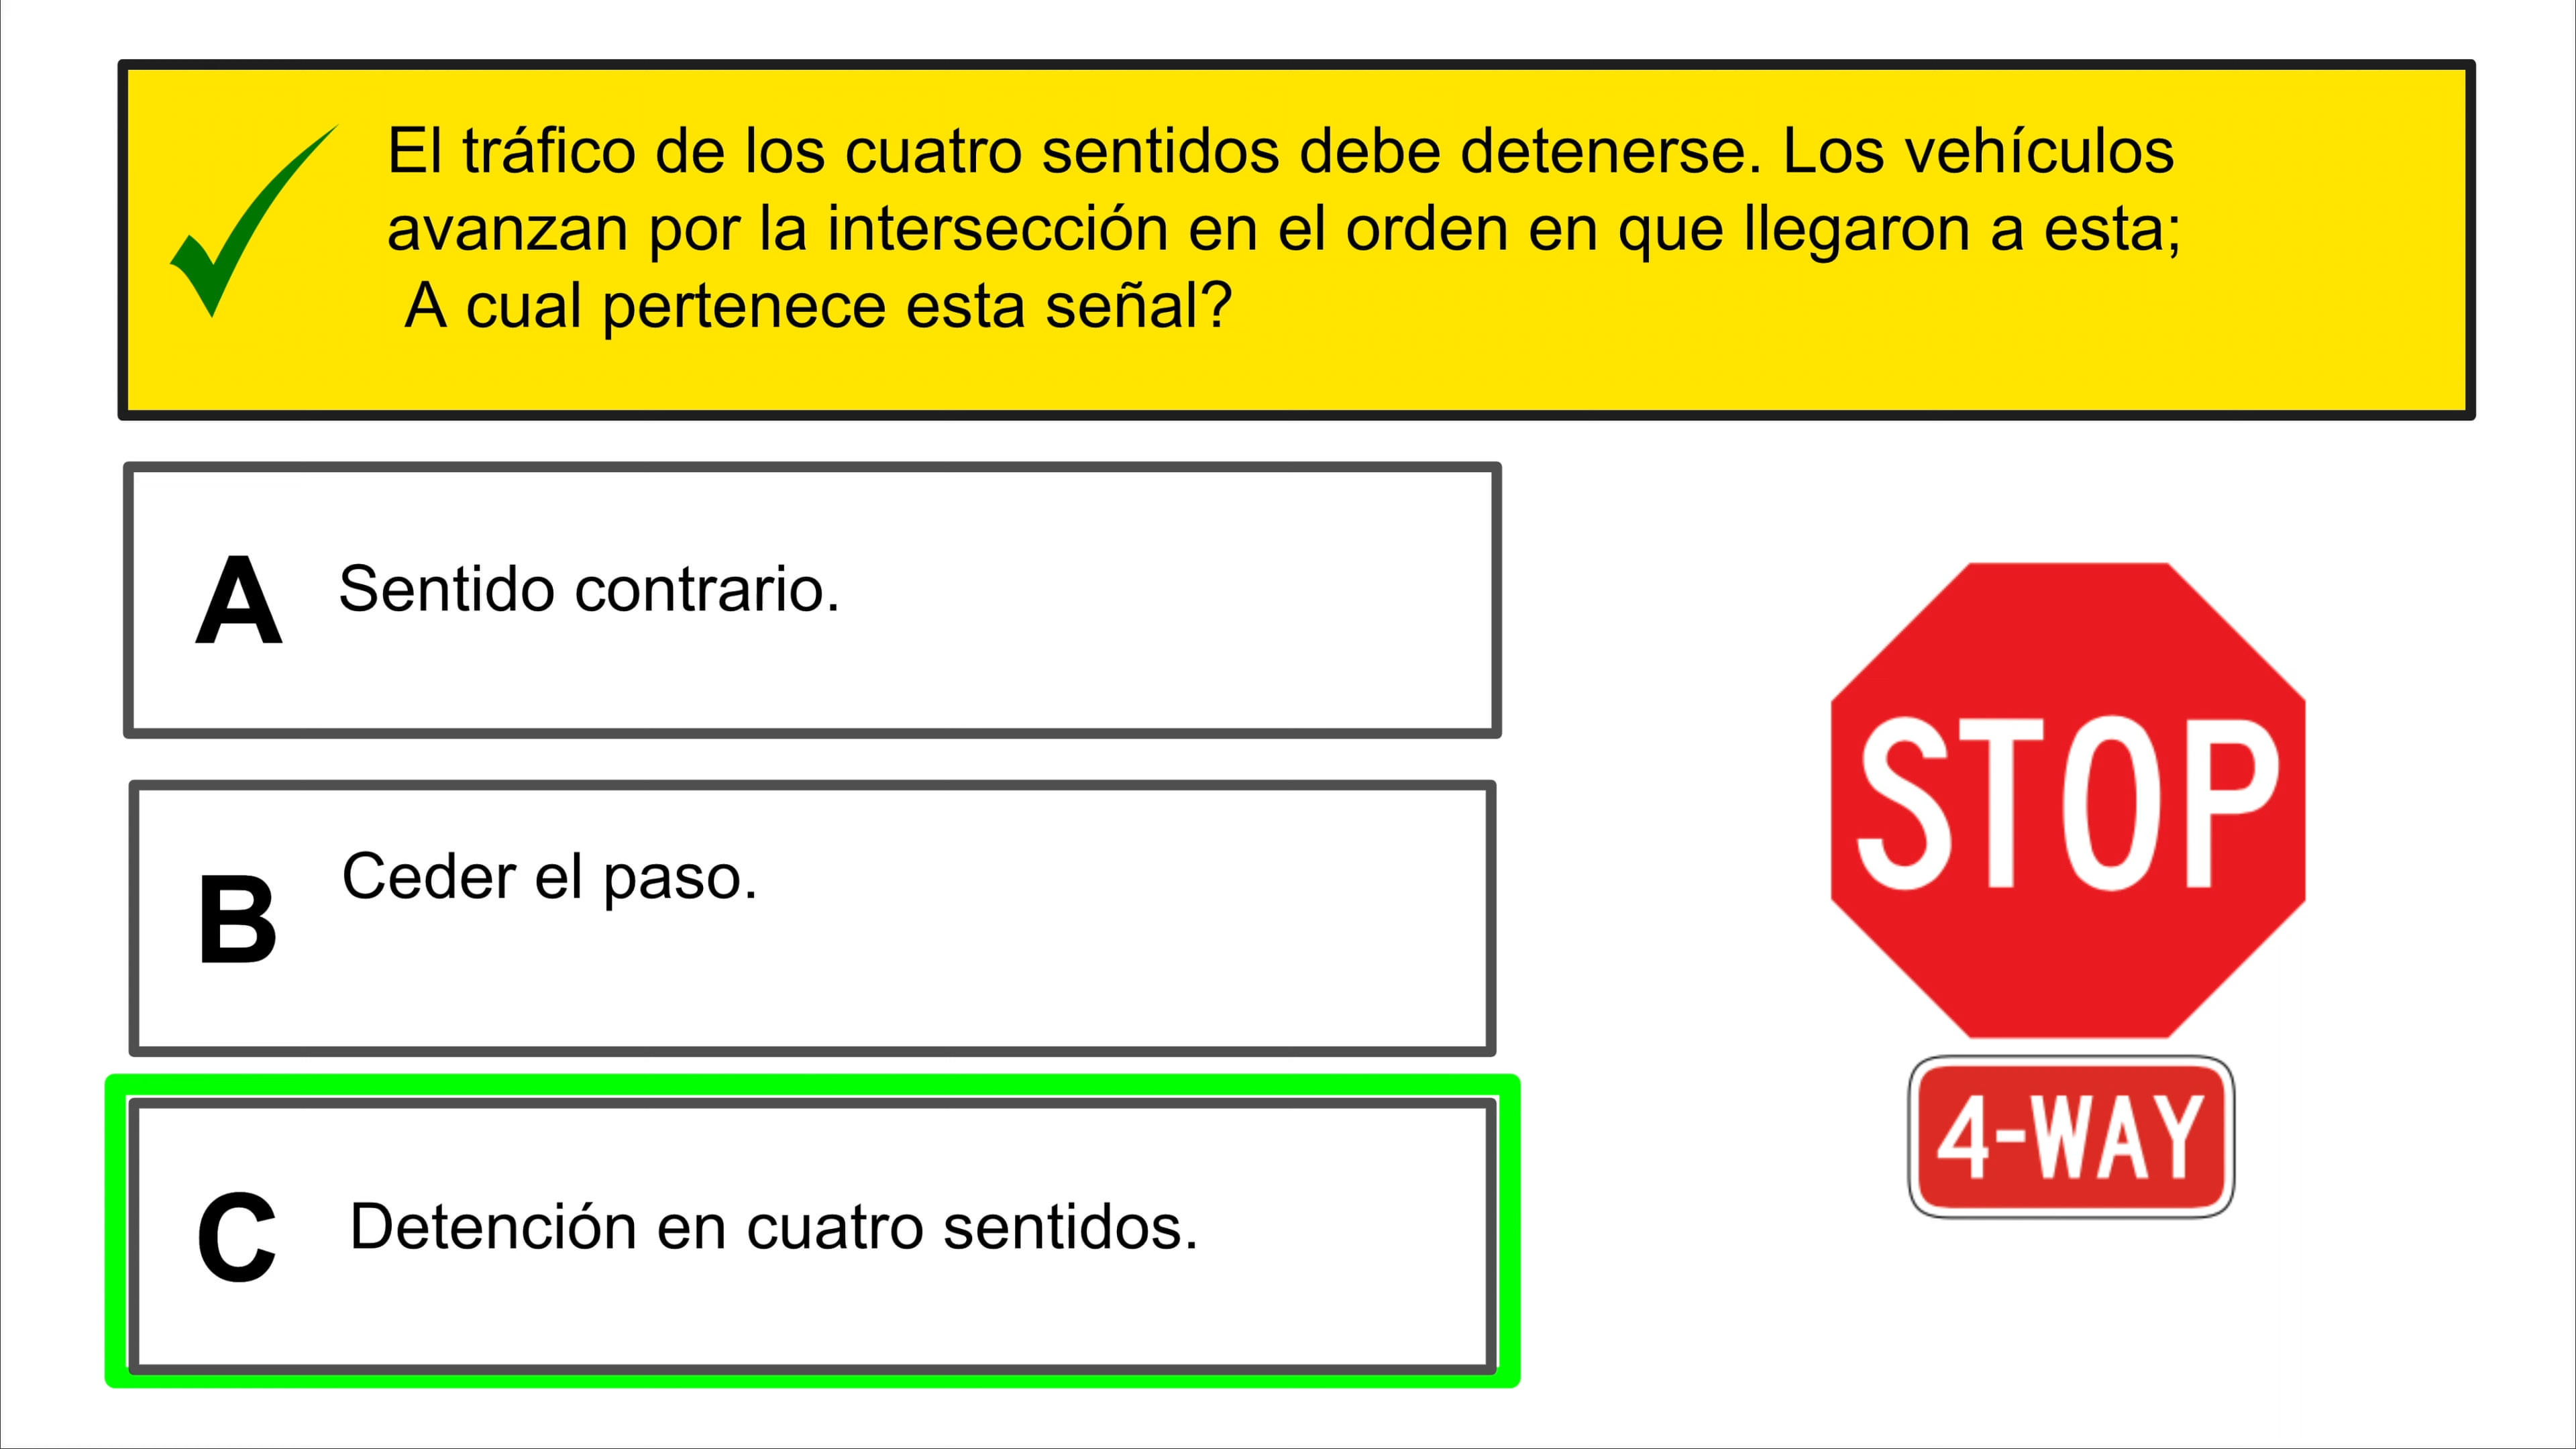 El tráfico de los cuatro sentidos debe detenerse. Los vehículos
avanzan por la intersección en el orden en que llegaron a esta;
A cual pertenece esta señal?
A Sentido contrario.
B Ceder el paso.
C Detención en cuatro sentidos.
STOP
4-WAY